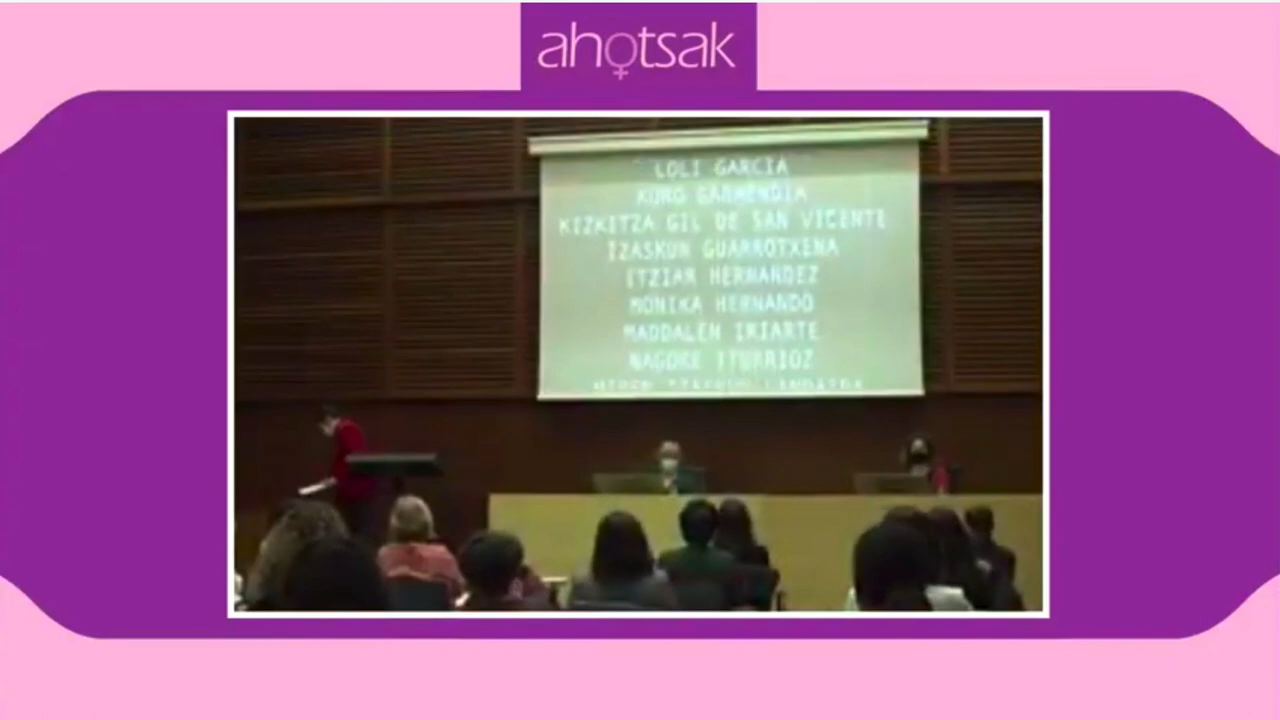 ahotsak
LOLI GARCIA
KORO GARMENDIA
KIZKITZA GIL DE SAN VICENTE
IZASKUN GUARROTXENA
ITZIAR HERNANDEZ
MONIKA HERNANDO
MADDALEN IRIARTE
NAGORE ITURRIOZ